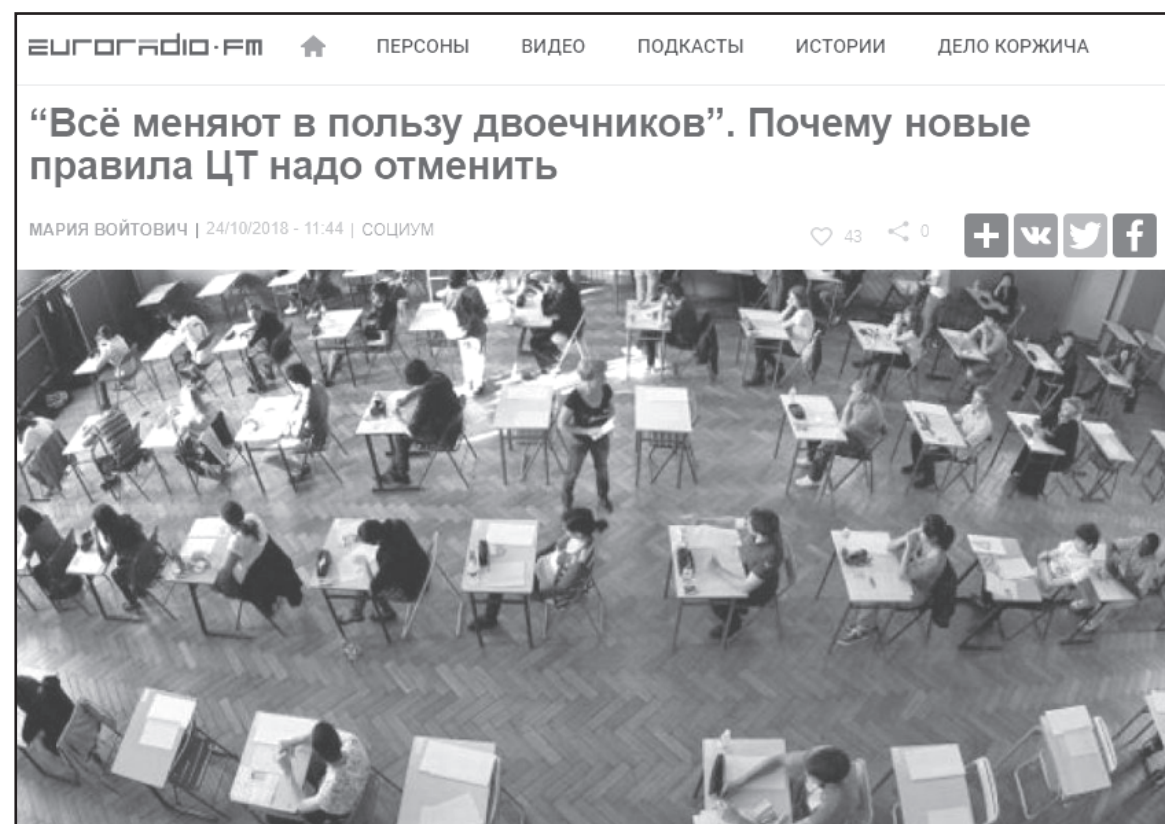 euroradio·fm ПЕРСОНЫ ВИДЕО ПОДКАСТЫ ИСТОРИИ ДЕЛО КОРЖИЧА
“Всё меняют в пользу двоечников”. Почему новые
правила ЦТ надо отменить
МАРИЯ ВОЙТОВИЧ | 24/10/2018 - 11:44 | СОЦИУМ 43 0